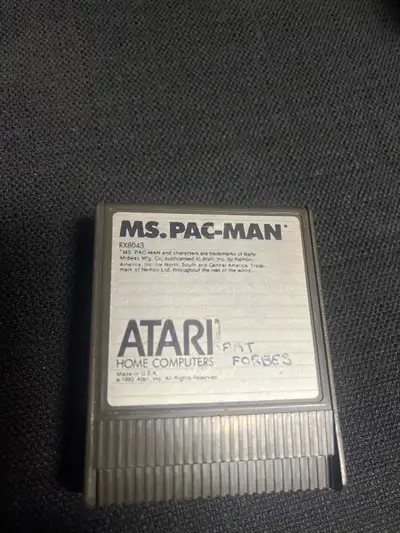 MS. PAC-MAN*
RX8043
*MS. PAC-MAN and characters are trademarks of Bally
Midway Mfg. Co. sublicensed to Atari, Inc. by Namco-
America, Inc. for North, South and Central America. Trade-
mark of Namco Ltd. throughout the rest of the world.
ATARI
HOME COMPUTERS
PAT
FORBES
Made in U.S.A.
© 1983 Atari, Inc. All Rights Reserved